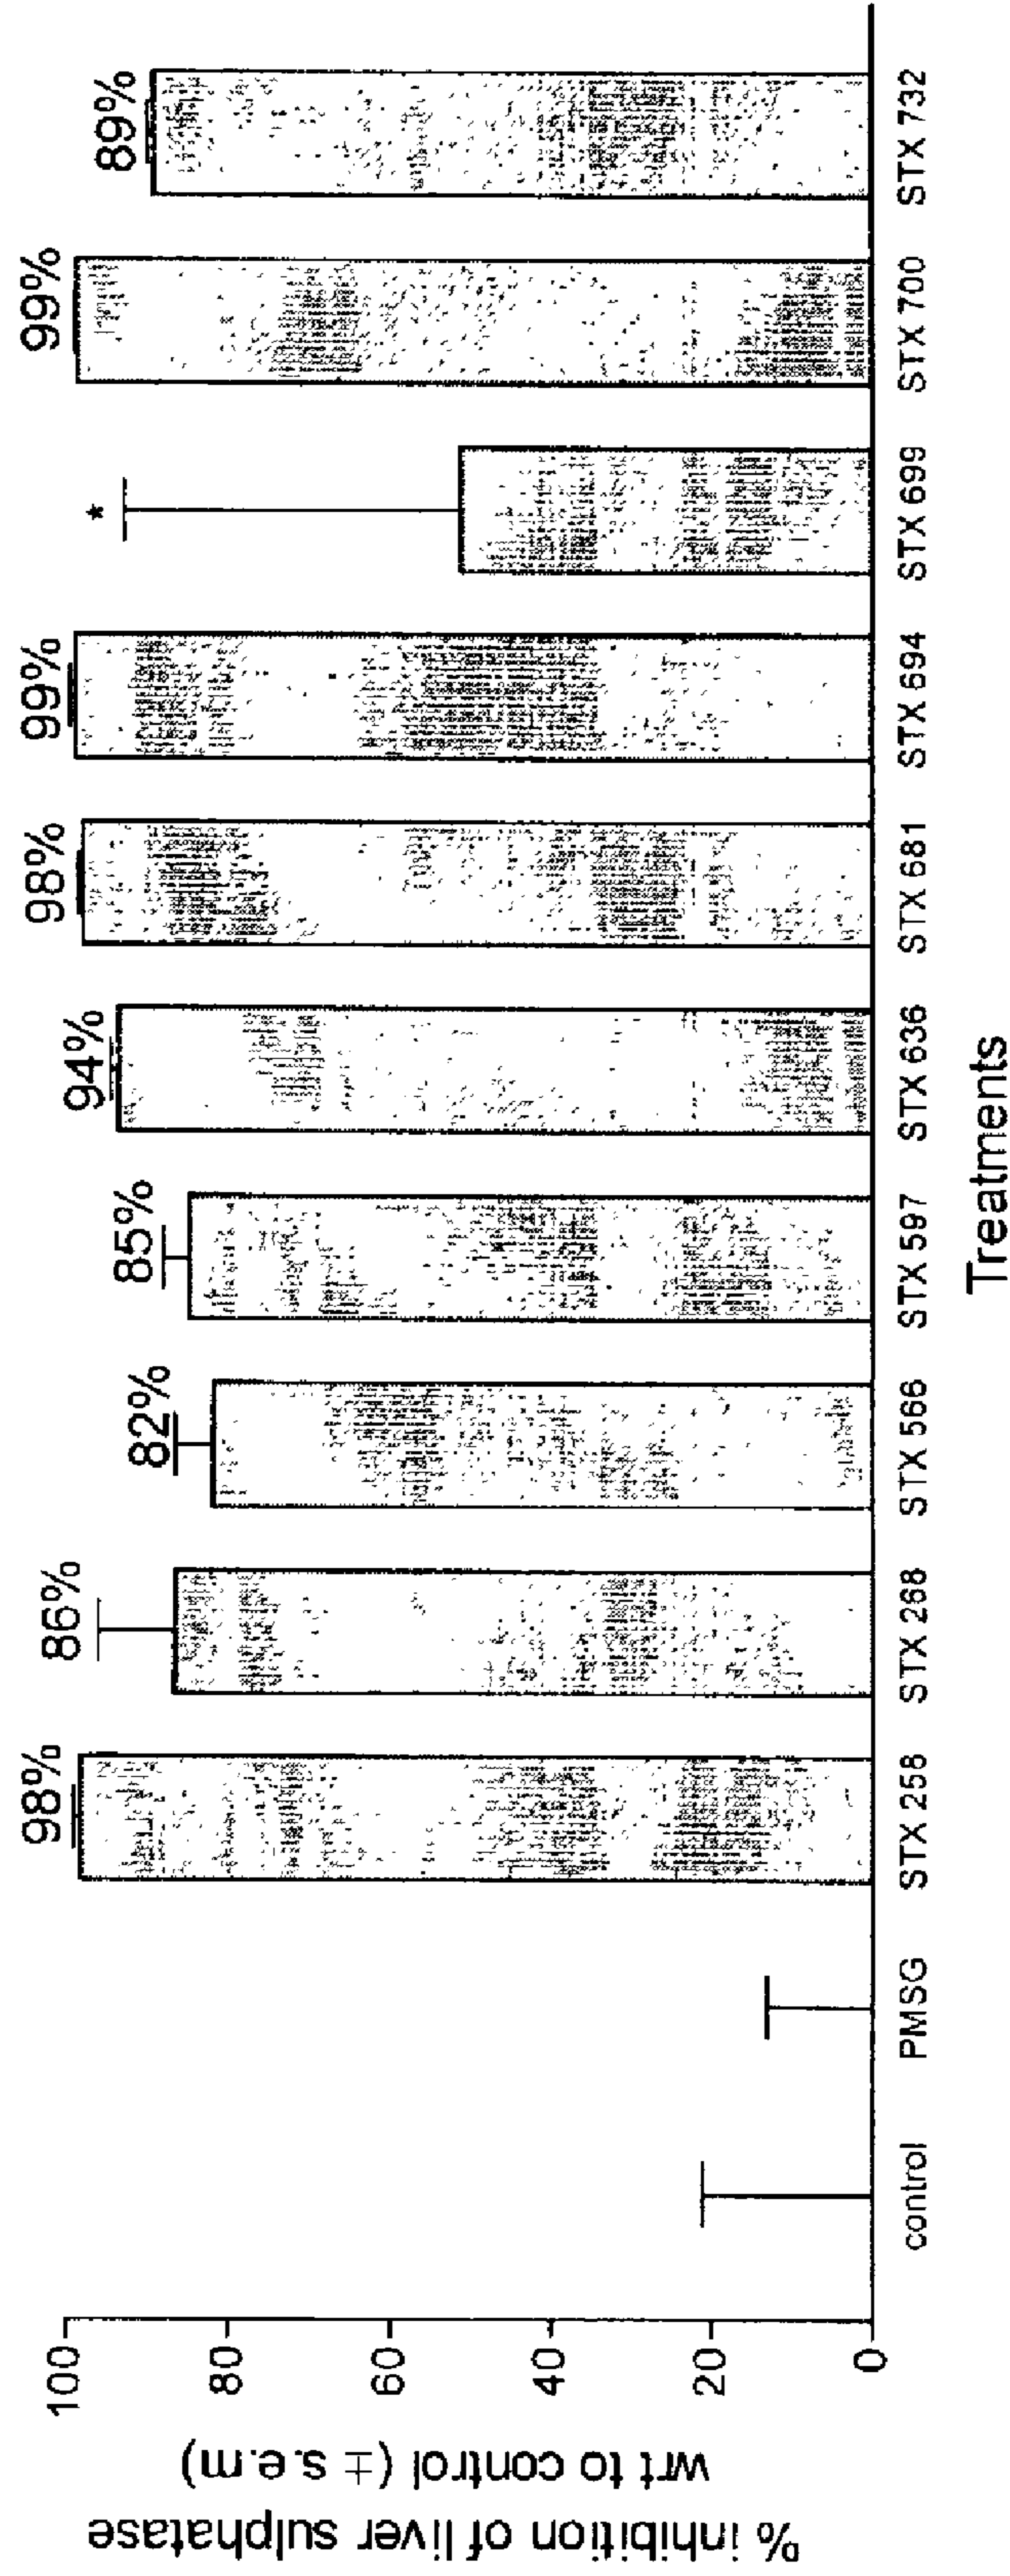 % inhibition of liver sulphatase
wrt to control (± s.e.m)
100
80
60
40
20
0
98%
86%
82%
85%
94%
98%
99%
*
99%
89%
control
PMSG
STX 258
STX 268
STX 566
STX 597
STX 636
STX 681
STX 694
STX 699
STX 700
STX 732
Treatments